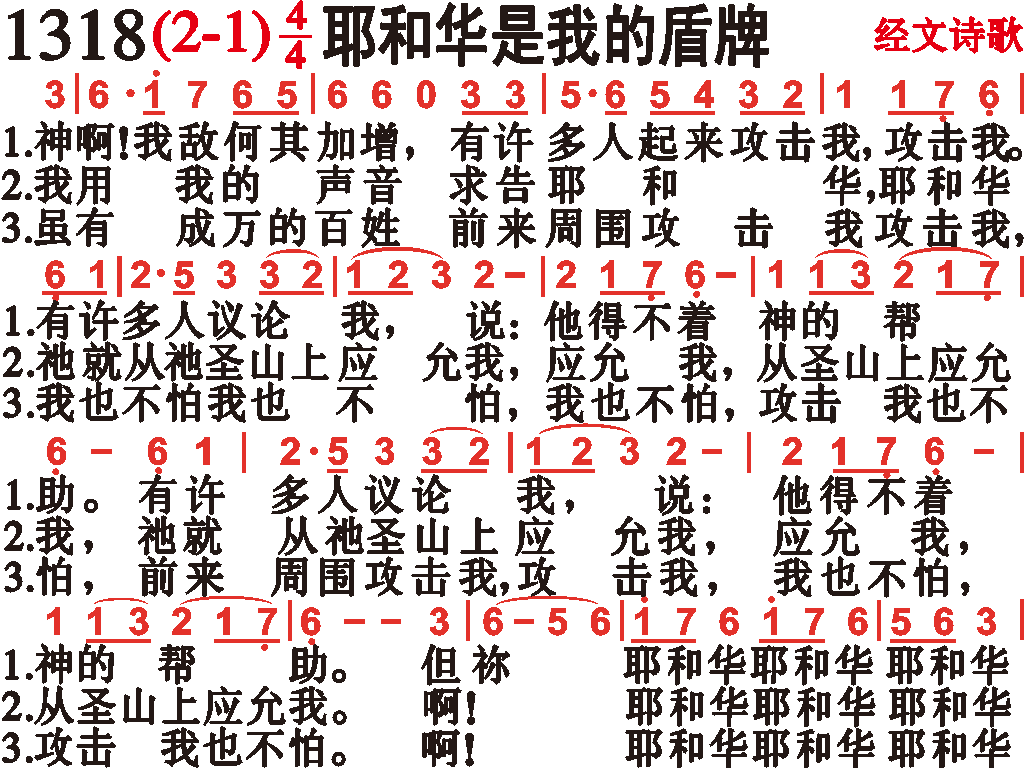 1318(2-1) 4/4 耶和华是我的盾牌 经文诗歌
3|6·i 7 6 5|6 6 0 3 3|5·6 5 4 3 2|1 1 7 6|
1.神啊!我敌何其加增，有许多人起来攻击我,攻击我。
2.我用 我的 声音 求告耶 和 华,耶和华
3.虽有 成万的百姓 前来周围攻 击 我攻击我,
6 1|2·5 3 3 2|1 2 3 2 -|2 1 7 6 -|1 1 3 2 1 7|
1.有许多人议论 我， 说：他得不着 神的 帮
2.祂就从祂圣山上应 允我，应允 我，从圣山上应允
3.我也不怕我也 不 怕，我也不怕，攻击 我也不
6 - 6 1|2·5 3 3 2|1 2 3 2 -|2 1 7 6 -|
1.助。有许 多人议论 我， 说： 他得不着
2.我，祂就 从祂圣山上应 允我， 应允 我，
3.怕，前来 周围攻击我,攻 击我， 我也不怕，
1 1 3 2 1 7|6 - - 3|6 - 5 6|i 7 6 i 7 6|5 6 3|
1.神的 帮 助。 但祢 耶和华耶和华耶和华
2.从圣山上应允我。 啊! 耶和华耶和华耶和华
3.攻击 我也不怕。 啊! 耶和华耶和华耶和华